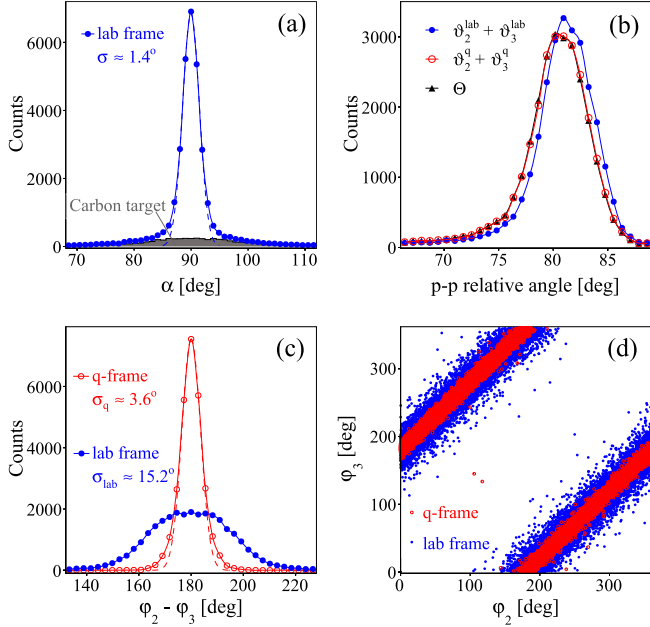 (a)
lab frame
σ ≈ 1.4°
Carbon target
Counts
0
2000
4000
6000
70
80
90
100
110
α [deg]
(b)
ϑ₂ˡᵃᵇ + ϑ₃ˡᵃᵇ
ϑ₂^q + ϑ₃^q
Θ
Counts
0
1000
2000
3000
70
75
80
85
p-p relative angle [deg]
(c)
q-frame
σq ≈ 3.6°
lab frame
σlab ≈ 15.2°
Counts
0
2000
4000
6000
140
160
180
200
220
φ₂ - φ₃ [deg]
(d)
q-frame
lab frame
φ₃ [deg]
0
100
200
300
0
100
200
300
φ₂ [deg]